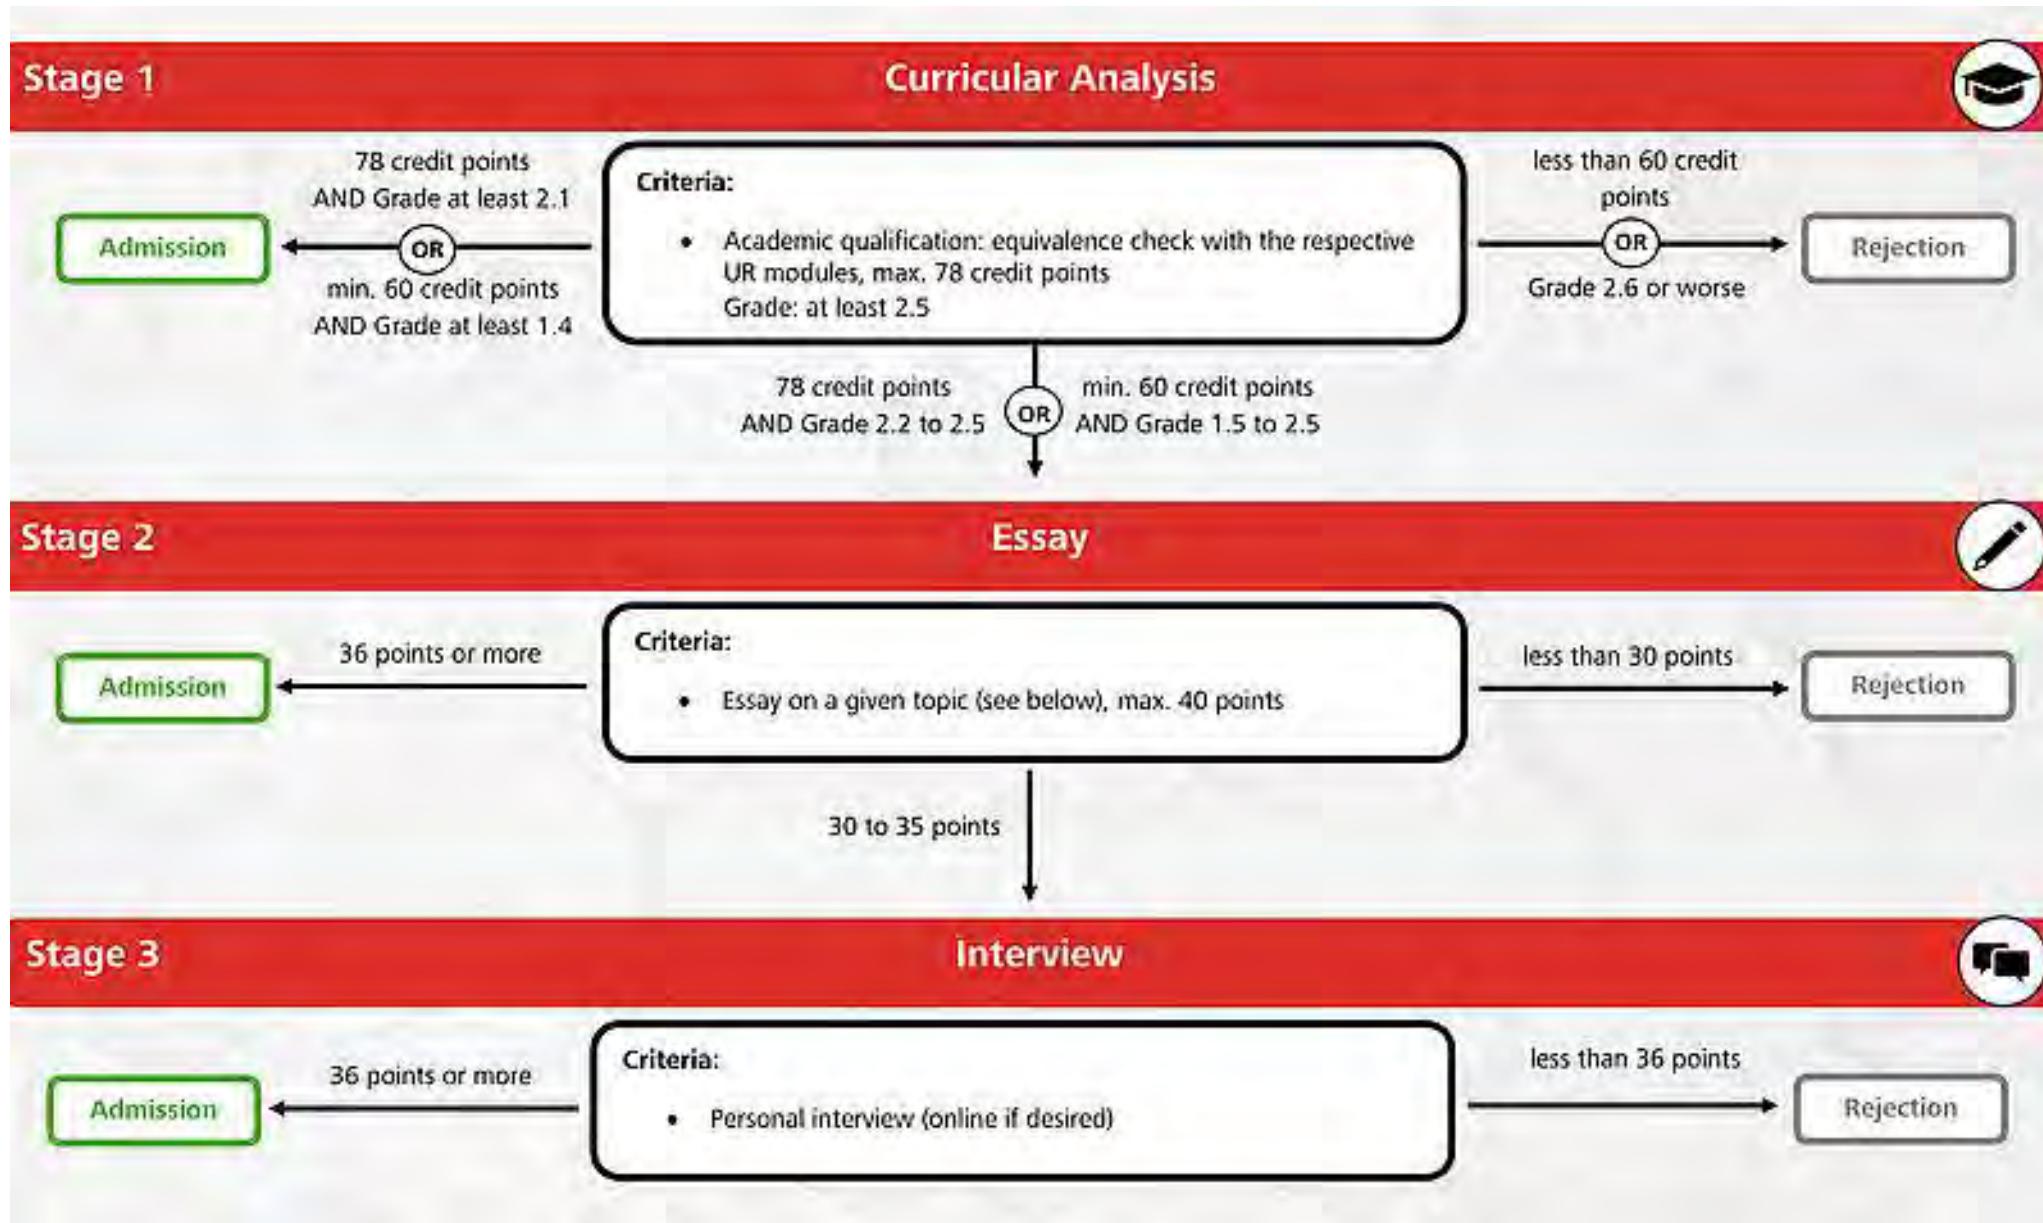 Stage 1
Curricular Analysis
78 credit points
AND Grade at least 2.1
OR
min. 60 credit points
AND Grade at least 1.4
Admission
Criteria:
• Academic qualification: equivalence check with the respective
UR modules, max. 78 credit points
Grade: at least 2.5
less than 60 credit
points
OR
Grade 2.6 or worse
Rejection
78 credit points
AND Grade 2.2 to 2.5
OR
min. 60 credit points
AND Grade 1.5 to 2.5
Stage 2
Essay
Admission
36 points or more
Criteria:
• Essay on a given topic (see below), max. 40 points
less than 30 points
Rejection
30 to 35 points
Stage 3
Interview
Admission
36 points or more
Criteria:
• Personal interview (online if desired)
less than 36 points
Rejection